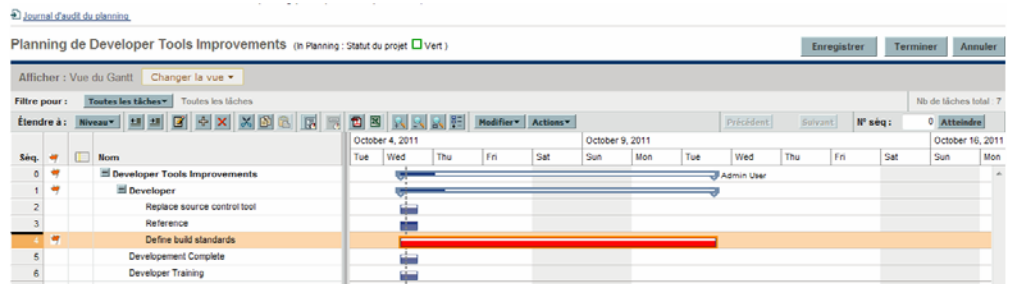 Journal d'audit du planning
Planning de Developer Tools Improvements (In Planning : Statut du projet Vert ) Enregistrer Terminer Annuler
Afficher : Vue du Gantt Changer la vue
Filtre pour : Toutes les tâches Toutes les tâches Nb de tâches total : 7
Étendre à : Niveau Modifier Actions Précédent Suivant N° séq : 0 Atteindre
October 4, 2011 October 9, 2011 October 16, 2011
Séq. Nom Tue Wed Thu Fri Sat Sun Mon Tue Wed Thu Fri Sat Sun Mon
0 Developer Tools Improvements Admin User
1 Developer
2 Replace source control tool
3 Reference
4 Define build standards
5 Developement Complete
6 Developer Training